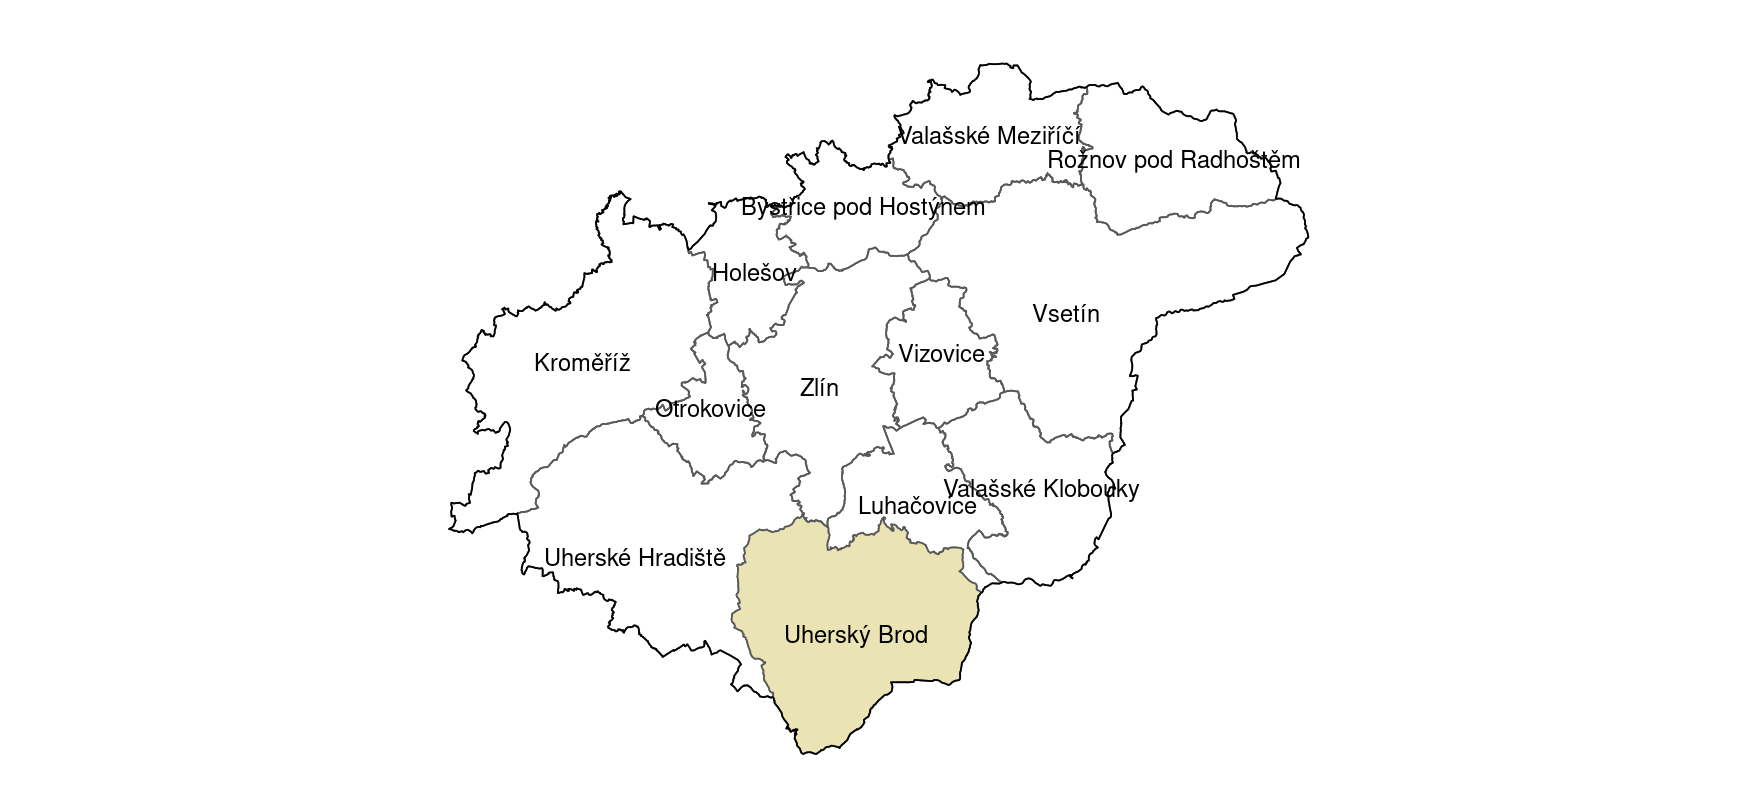 Valašské Meziříčí
Rožnov pod Radhoštěm
Bystřice pod Hostýnem
Holešov
Vsetín
Vizovice
Kroměříž
Zlín
Otrokovice
Valašské Klobouky
Luhačovice
Uherské Hradiště
Uherský Brod